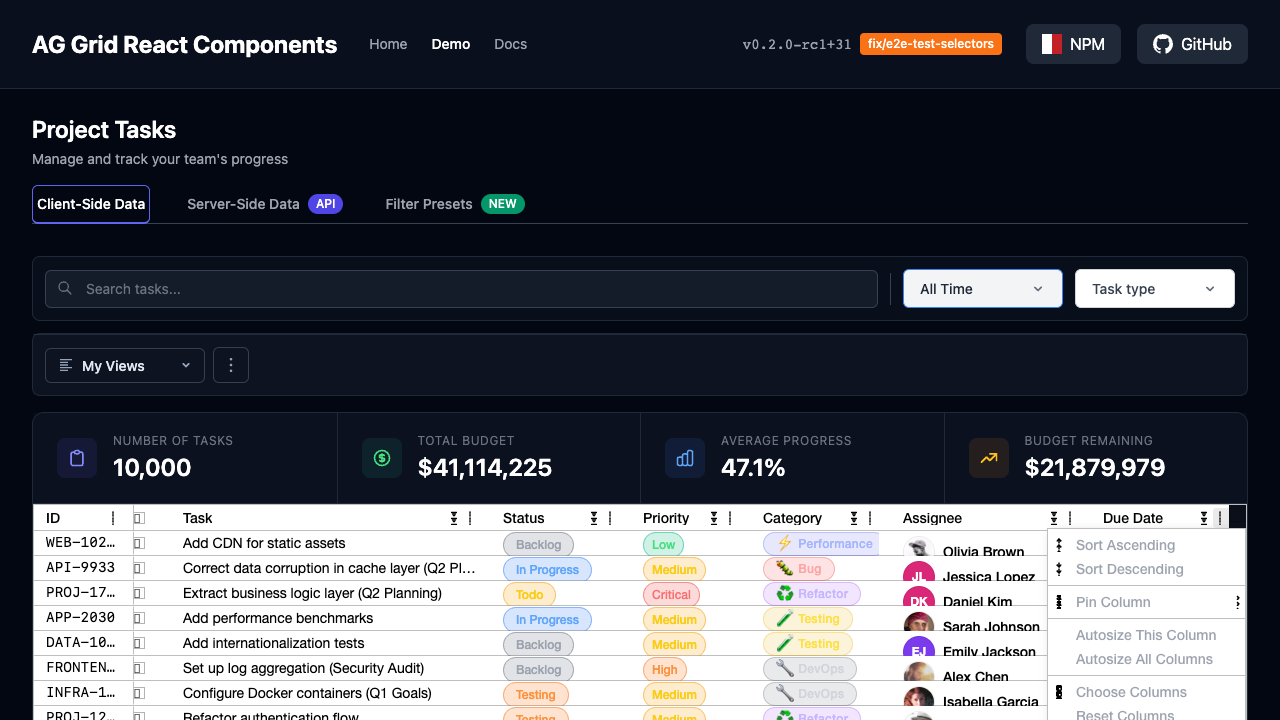 AG Grid React Components Home Demo Docs v0.2.0-rc1+31 fix/e2e-test-selectors NPM GitHub
Project Tasks
Manage and track your team's progress
Client-Side Data Server-Side Data API Filter Presets NEW
Search tasks... All Time Task type
My Views
NUMBER OF TASKS TOTAL BUDGET AVERAGE PROGRESS BUDGET REMAINING
10,000 $41,114,225 47.1% $21,879,979
ID Task Status Priority Category Assignee Due Date
WEB-102… Add CDN for static assets Backlog Low Performance Olivia Brown
Sort Ascending
API-9933 Correct data corruption in cache layer (Q2 Pl… In Progress Medium Bug Jessica Lopez
JL
Sort Descending
PROJ-17… Extract business logic layer (Q2 Planning) Todo Critical Refactor DK Daniel Kim
Pin Column
APP-2030 Add performance benchmarks In Progress Medium Testing Sarah Johnson
Autosize This Column
DATA-10… Add internationalization tests Backlog Medium Testing EJ Emily Jackson
Autosize All Columns
FRONTEN… Set up log aggregation (Security Audit) Backlog High DevOps Alex Chen
INFRA-1… Configure Docker containers (Q1 Goals) Testing Medium DevOps Isabella Garcia
Choose Columns
PROJ-12… Refactor authentication flow Testing Medium Refactor
Reset Columns